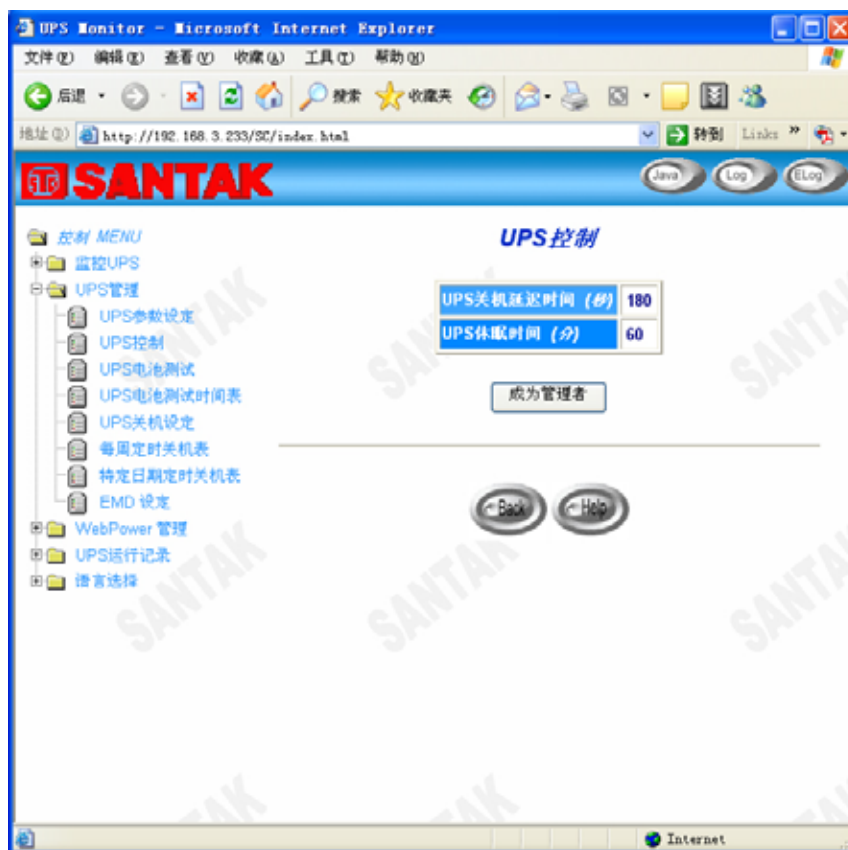 UPS Monitor - Microsoft Internet Explorer
文件(F) 编辑(E) 查看(V) 收藏(A) 工具(T) 帮助(H)
后退 搜索 收藏夹
地址(D) http://192.168.3.233/SC/index.html 转到 Links »
SANTAK Java Log ELog
控制 MENU
监控UPS
UPS管理
UPS参数设定
UPS控制
UPS电池测试
UPS电池测试时间表
UPS关机设定
每周定时关机表
特定日期定时关机表
EMD 设定
WebPower 管理
UPS运行记录
语言选择
UPS控制
UPS关机延迟时间 (秒) 180
UPS休眠时间 (分) 60
成为管理者
Back Help
SANTAK
SANTAK
SANTAK
SANTAK
SANTAK
SANTAK
SANTAK
SANTAK
Internet